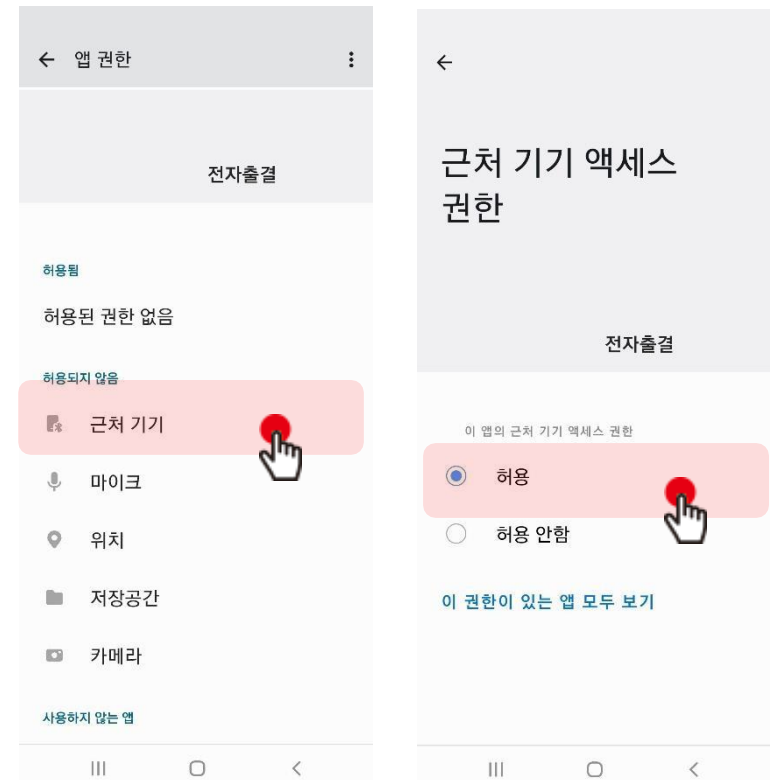 앱 권한
전자출결
허용됨
허용된 권한 없음
허용되지 않음
근처 기기
마이크
위치
저장공간
카메라
사용하지 않는 앱
근처 기기 액세스
권한
전자출결
이 앱의 근처 기기 액세스 권한
허용
허용 안함
이 권한이 있는 앱 모두 보기